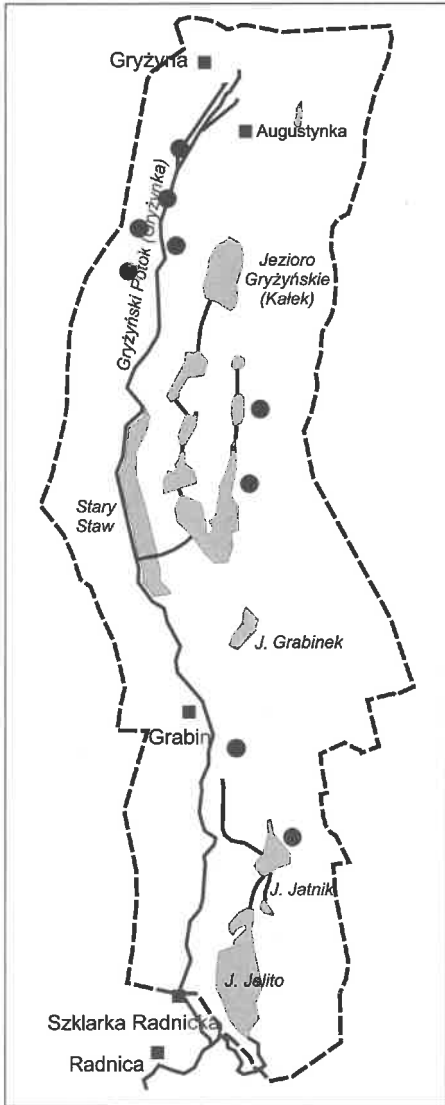 Gryżyna
Augustynka
Gryżyński Potok (Gryżynka)
Jezioro
Gryżyńskie
(Kałek)
Stary
Staw
J. Grabinek
Grabin
J. Jatnik
J. Jelito
Szklarka Radnicka
Radnica